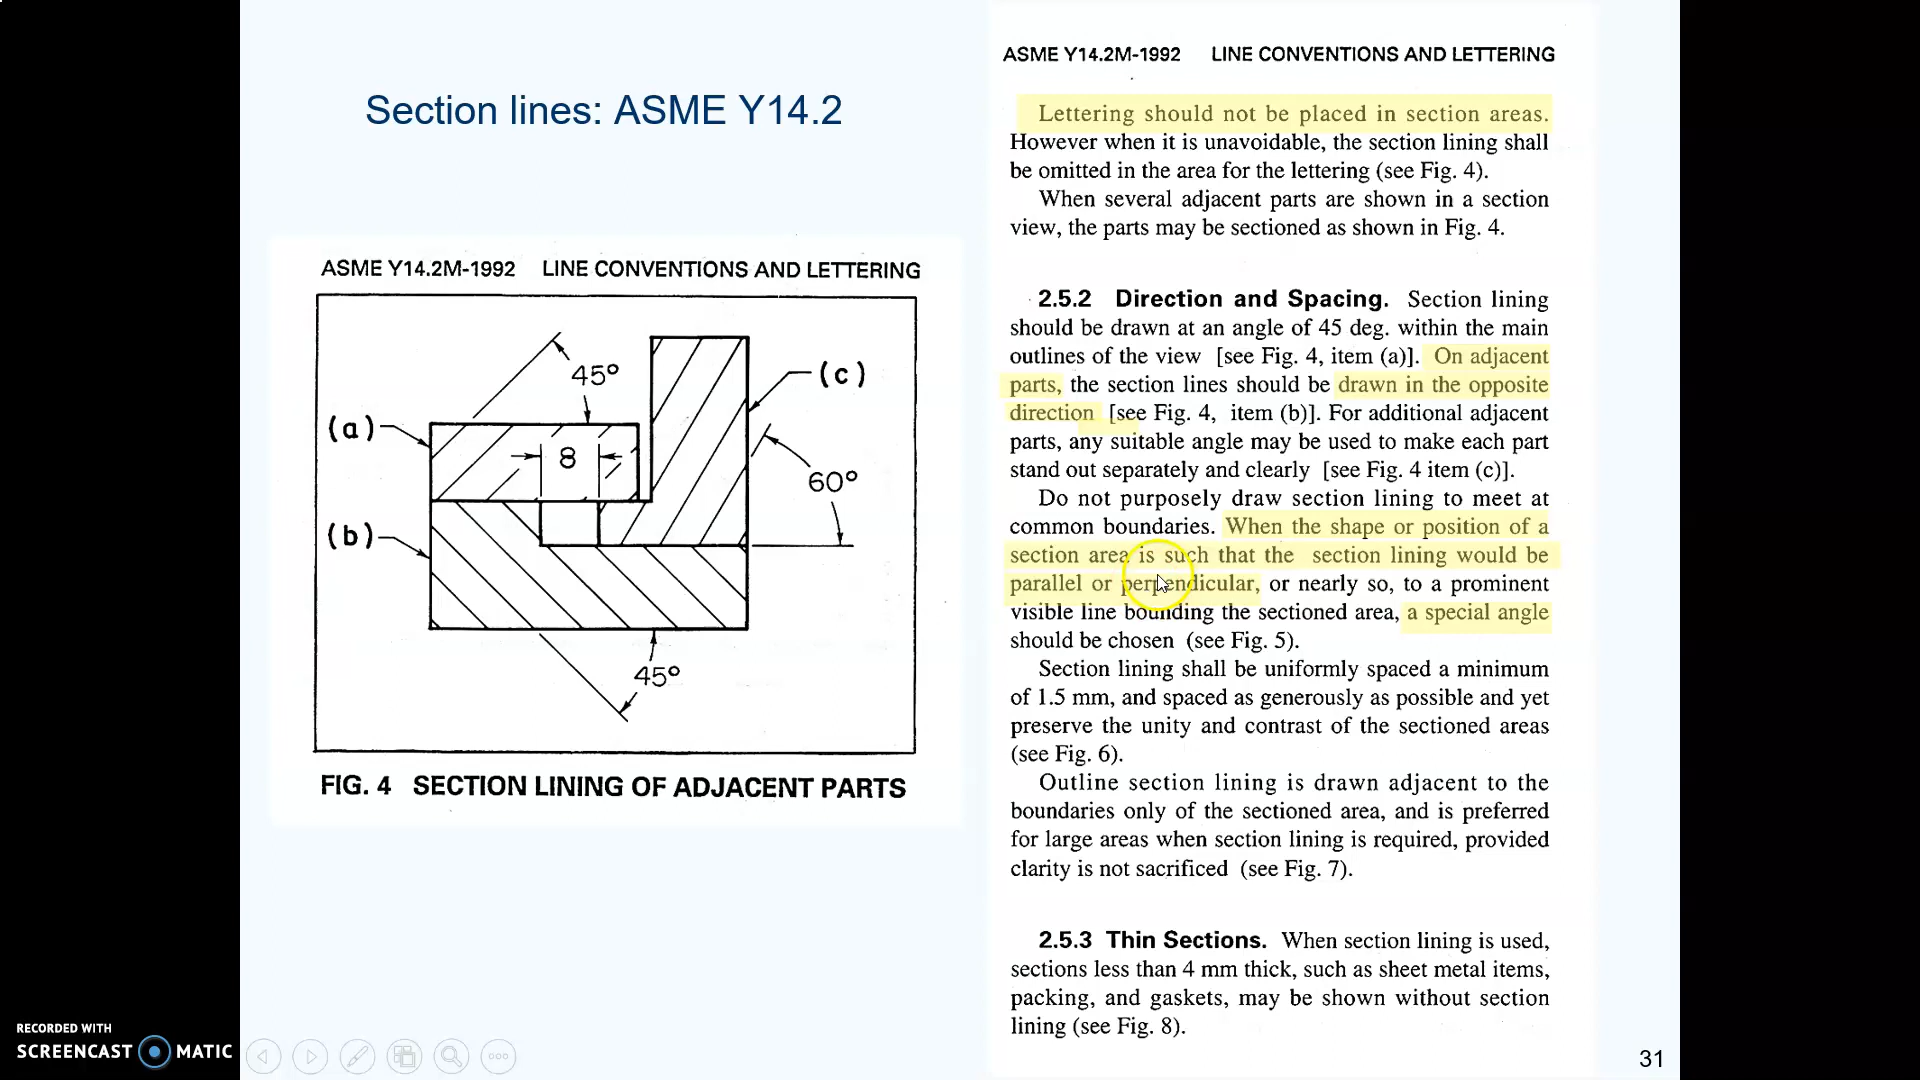 Section lines: ASME Y14.2
ASME Y14.2M-1992 LINE CONVENTIONS AND LETTERING
45°
(c)
(a)
8
60°
(b)
45°
FIG. 4 SECTION LINING OF ADJACENT PARTS
ASME Y14.2M-1992 LINE CONVENTIONS AND LETTERING
Lettering should not be placed in section areas.
However when it is unavoidable, the section lining shall
be omitted in the area for the lettering (see Fig. 4).
When several adjacent parts are shown in a section
view, the parts may be sectioned as shown in Fig. 4.
2.5.2 Direction and Spacing. Section lining
should be drawn at an angle of 45 deg. within the main
outlines of the view [see Fig. 4, item (a)]. On adjacent
parts, the section lines should be drawn in the opposite
direction [see Fig. 4, item (b)]. For additional adjacent
parts, any suitable angle may be used to make each part
stand out separately and clearly [see Fig. 4 item (c)].
Do not purposely draw section lining to meet at
common boundaries. When the shape or position of a
section area is such that the section lining would be
parallel or perpendicular, or nearly so, to a prominent
visible line bounding the sectioned area, a special angle
should be chosen (see Fig. 5).
Section lining shall be uniformly spaced a minimum
of 1.5 mm, and spaced as generously as possible and yet
preserve the unity and contrast of the sectioned areas
(see Fig. 6).
Outline section lining is drawn adjacent to the
boundaries only of the sectioned area, and is preferred
for large areas when section lining is required, provided
clarity is not sacrificed (see Fig. 7).
2.5.3 Thin Sections. When section lining is used,
sections less than 4 mm thick, such as sheet metal items,
packing, and gaskets, may be shown without section
lining (see Fig. 8).
RECORDED WITH
SCREENCAST MATIC
31